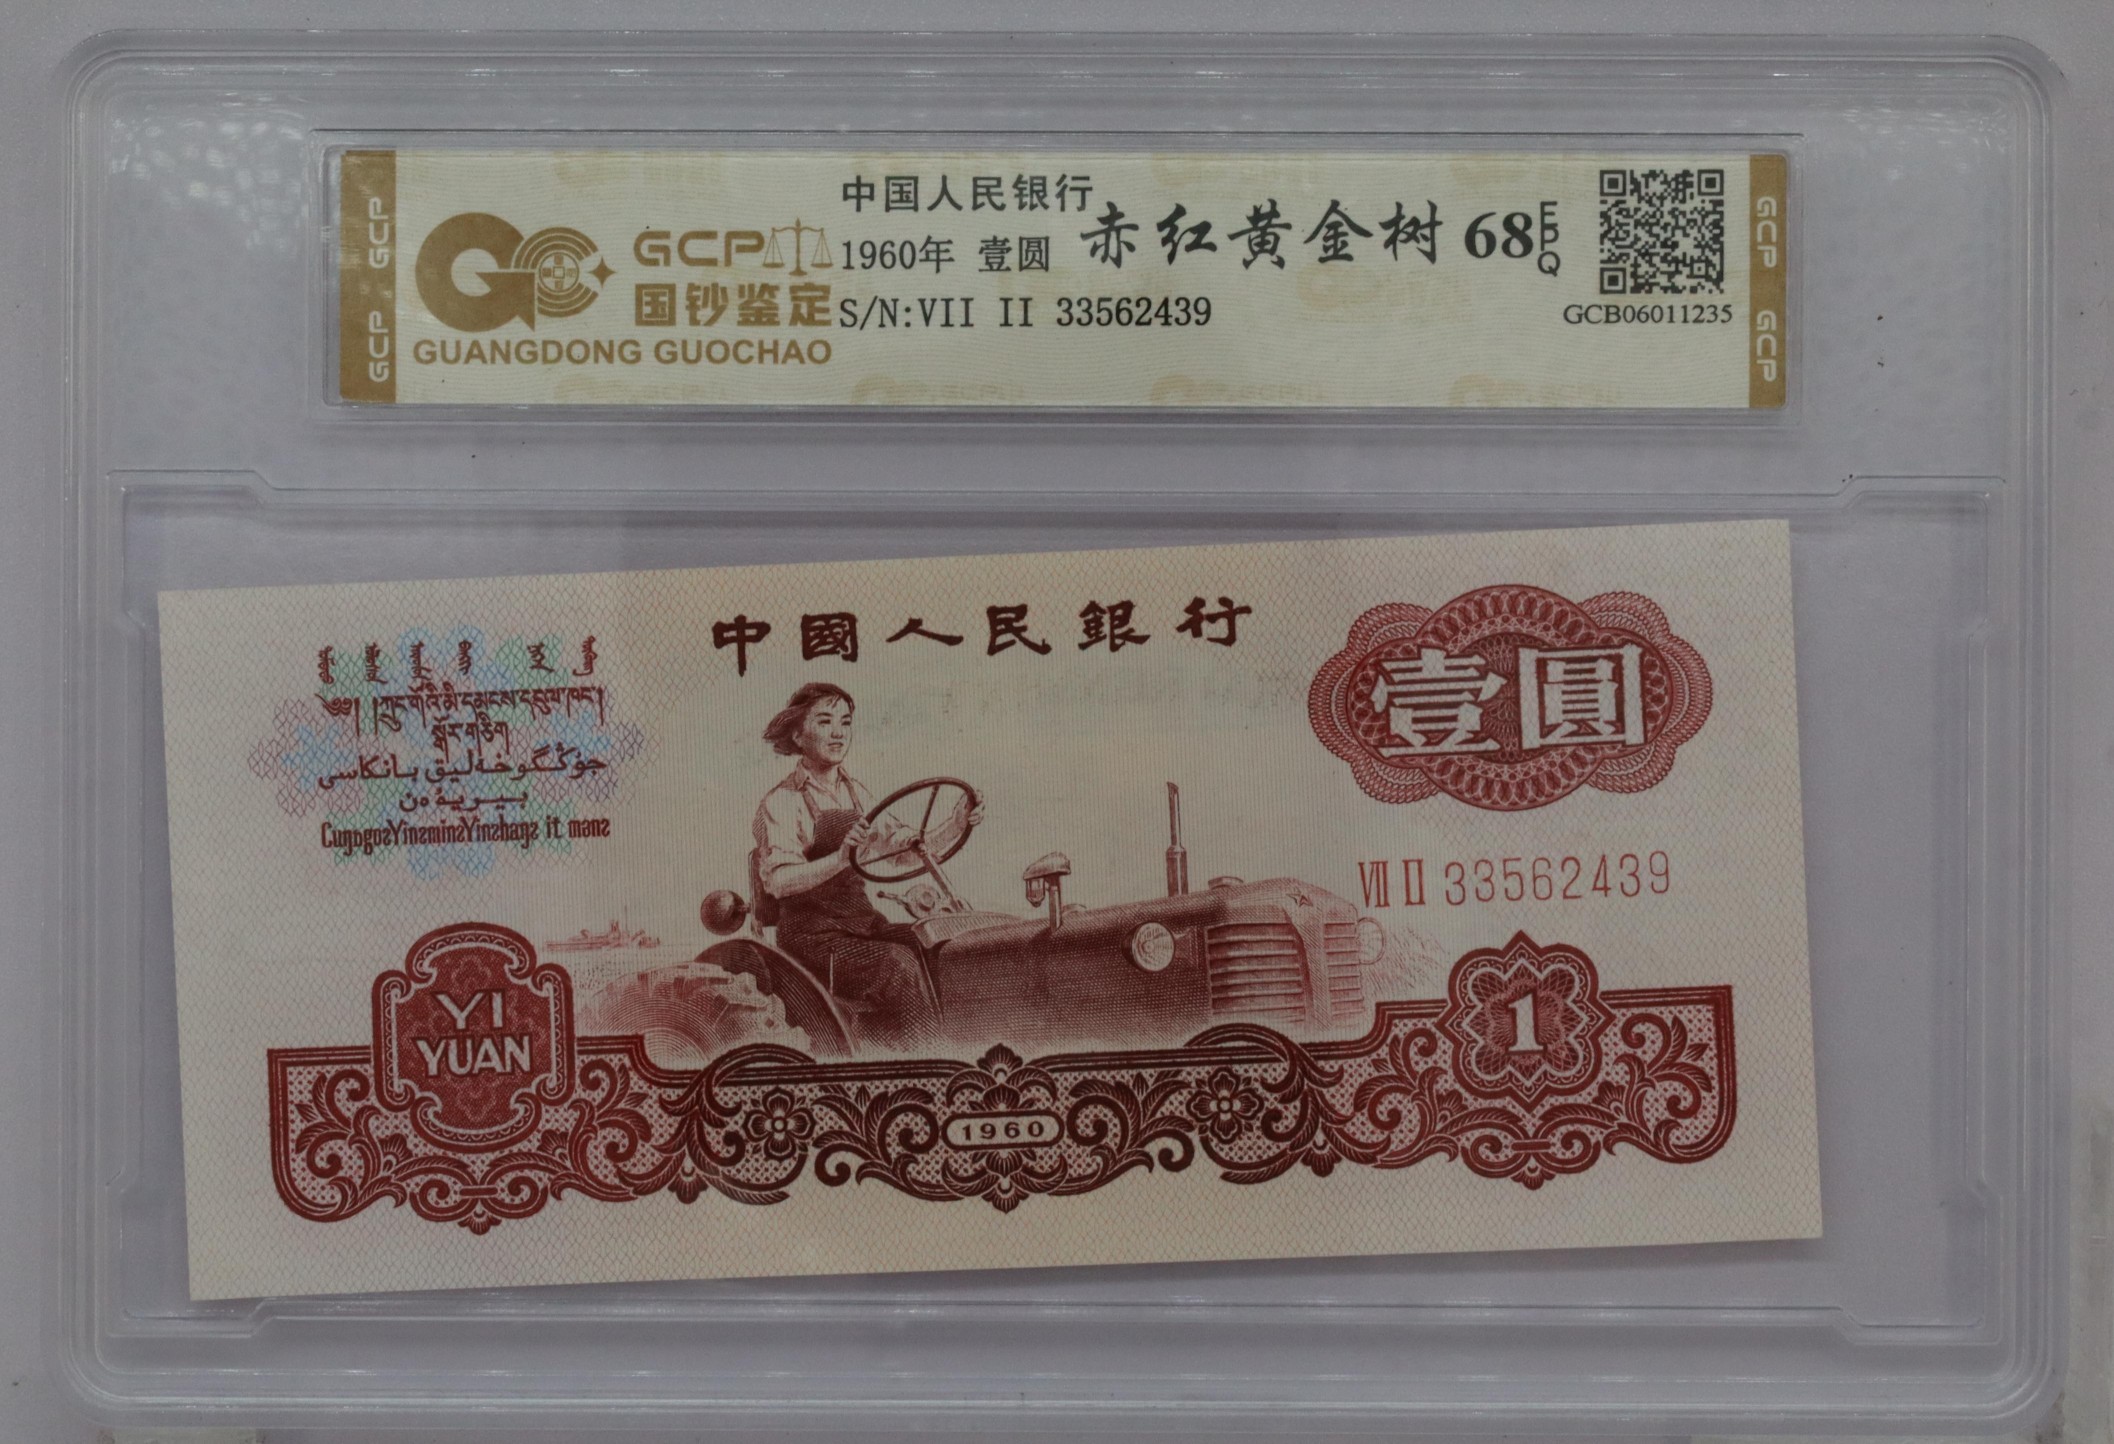 GCP
GCP
GCP
国钞鉴定
GUANGDONG GUOCHAO
中国人民银行
1960年 壹圆
S/N:VII II 33562439
赤红黄金树 68 EPQ
GCB06011235
GCP
GCP
中國人民銀行
壹圓
VII II 33562439
YI
YUAN
1960
1